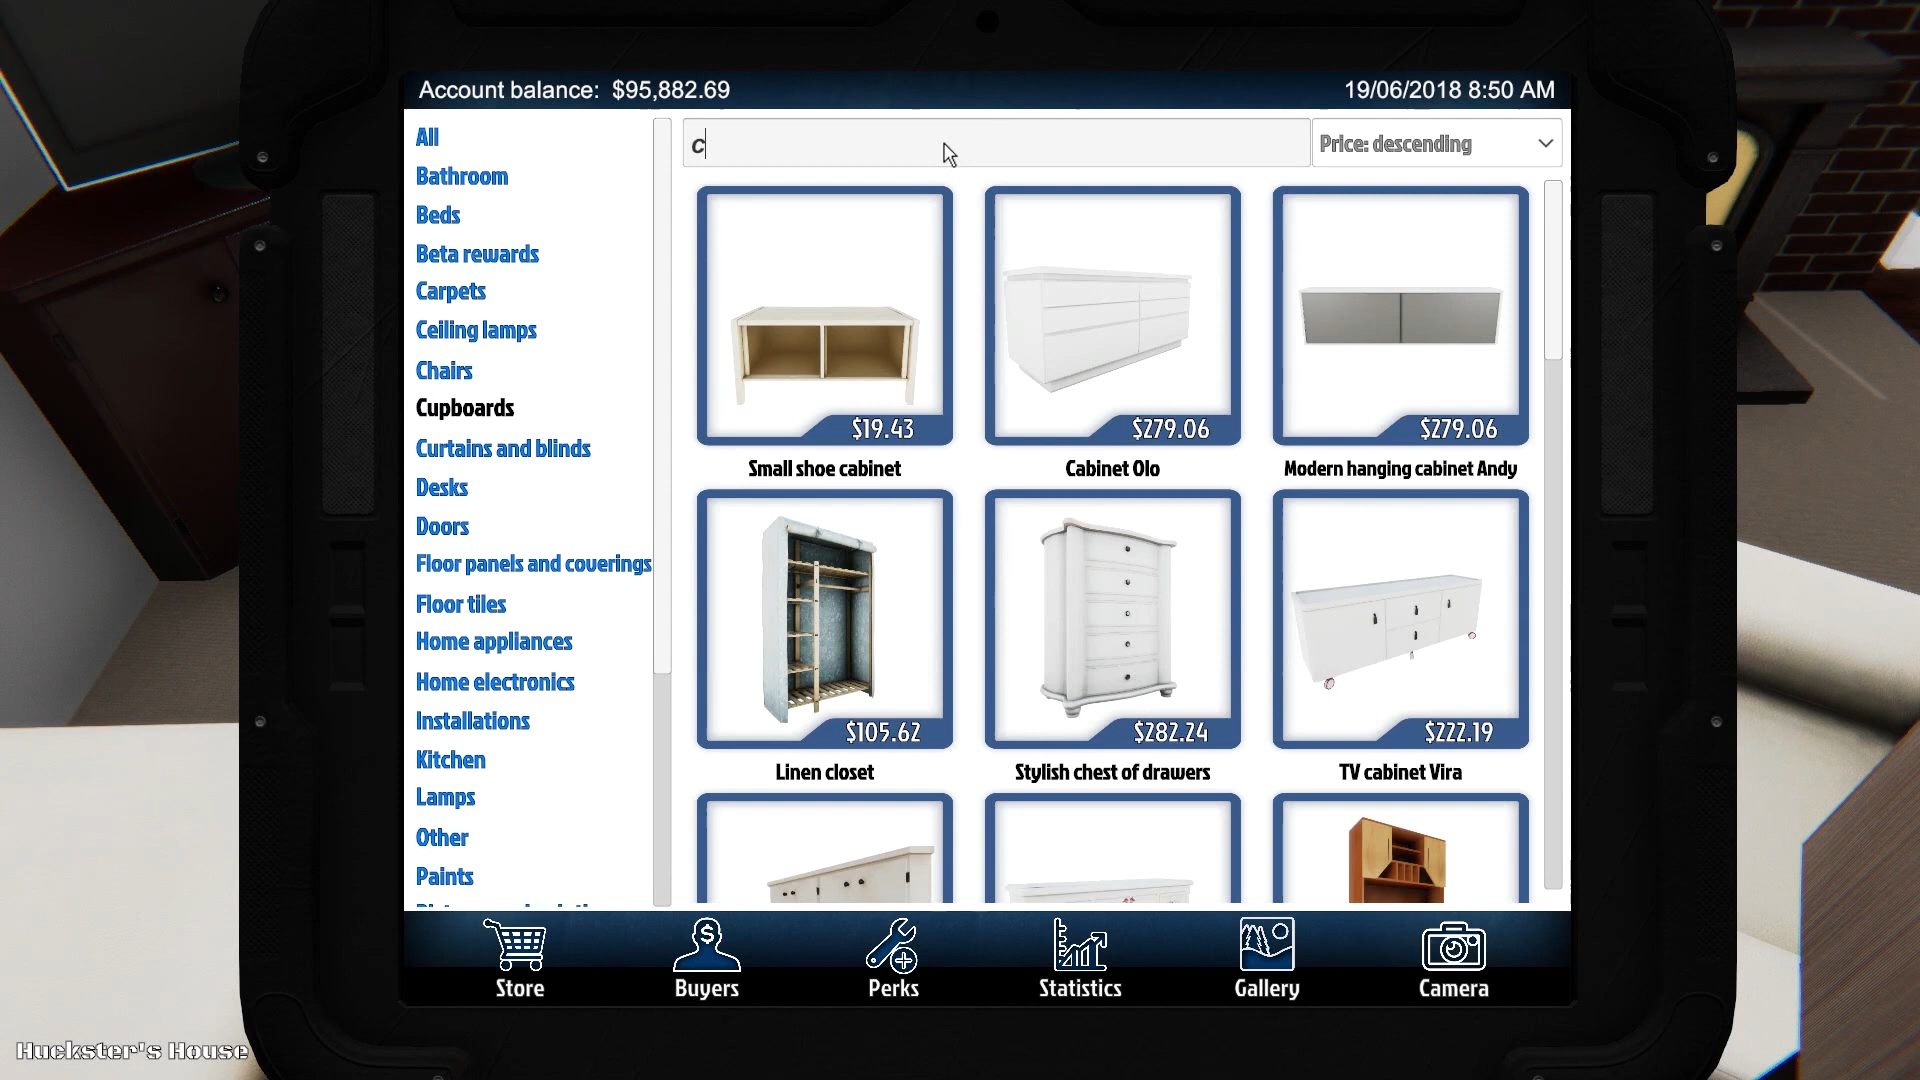 Account balance: $95,882.69
19/06/2018 8:50 AM
All
Bathroom
Beds
Beta rewards
Carpets
Ceiling lamps
Chairs
Cupboards
Curtains and blinds
Desks
Doors
Floor panels and coverings
Floor tiles
Home appliances
Home electronics
Installations
Kitchen
Lamps
Other
Paints
c
Price: descending
$19.43
$279.06
$279.06
Small shoe cabinet
Cabinet Olo
Modern hanging cabinet Andy
$105.62
$282.24
$222.19
Linen closet
Stylish chest of drawers
TV cabinet Vira
Store
Buyers
Perks
Statistics
Gallery
Camera
Huckster's House